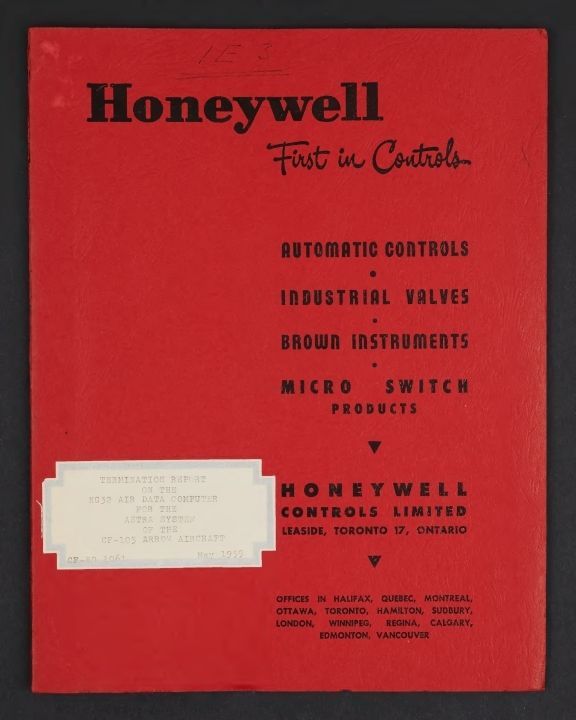 1E 3
Honeywell
First in Controls
AUTOMATIC CONTROLS
INDUSTRIAL VALVES
BROWN INSTRUMENTS
MICRO SWITCH
PRODUCTS
TERMINATION REPORT
ON THE
AIR DATA COMPUTER
FOR THE
ASTRA SYSTEM
OF THE
CF-105 ARROW AIRCRAFT
May 1959
HONEYWELL
CONTROLS LIMITED
LEASIDE, TORONTO 17, ONTARIO
OFFICES IN HALIFAX, QUEBEC, MONTREAL,
OTTAWA, TORONTO, HAMILTON, SUDBURY,
LONDON, WINNIPEG, REGINA, CALGARY,
EDMONTON, VANCOUVER